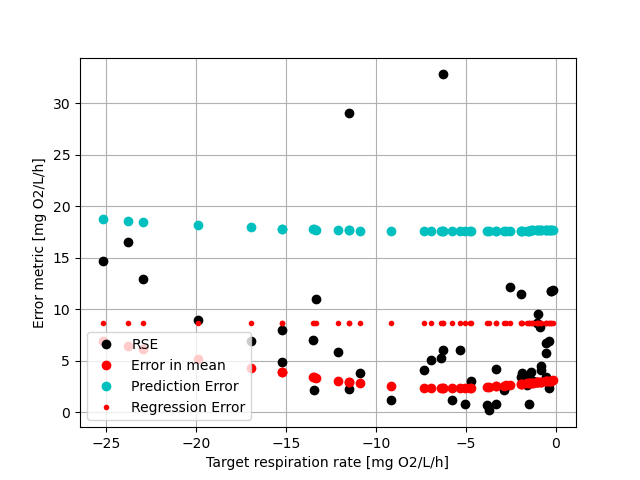 30
25
20
15
10
5
0
Error metric [mg O2/L/h]
RSE
Error in mean
Prediction Error
Regression Error
−25 −20 −15 −10 −5 0
Target respiration rate [mg O2/L/h]